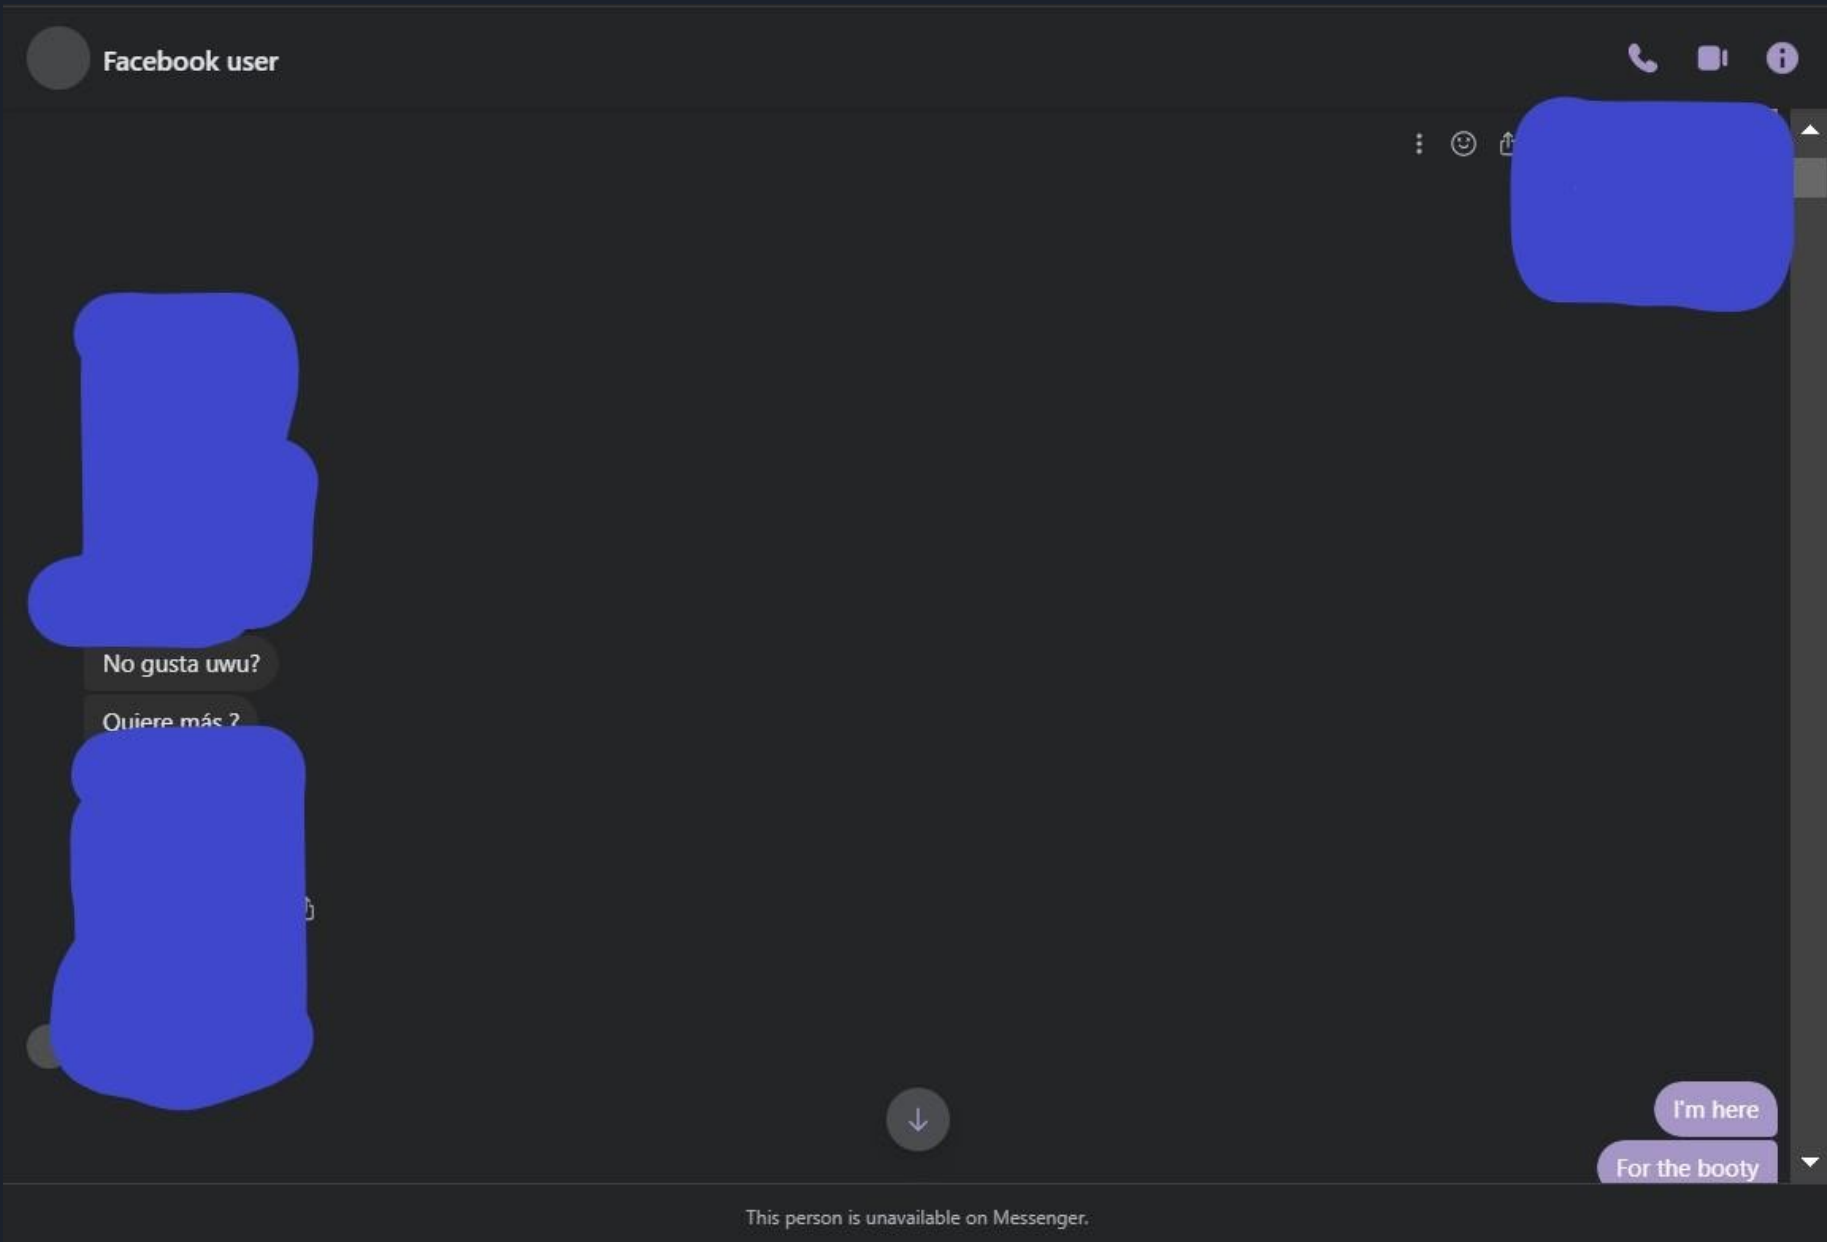 Facebook user
No gusta uwu?
Quiere más ?
I'm here
For the booty
This person is unavailable on Messenger.